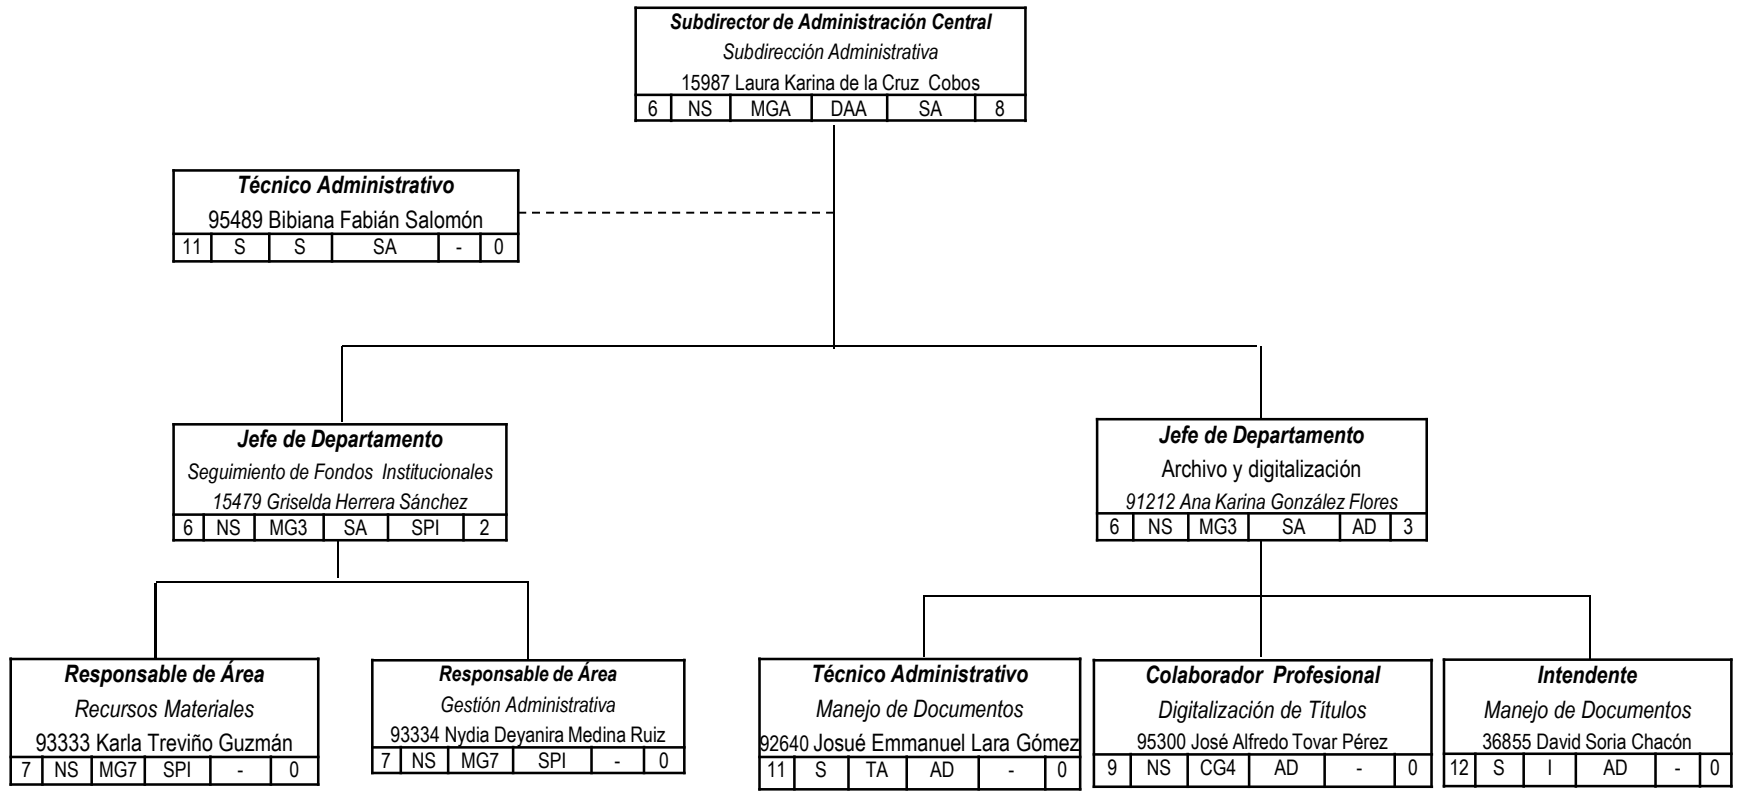 Subdirector de Administración Central
Subdirección Administrativa
15987 Laura Karina de la Cruz Cobos
6 NS MGA DAA SA 8
Técnico Administrativo
95489 Bibiana Fabián Salomón
11 S S SA - 0
Jefe de Departamento
Seguimiento de Fondos Institucionales
15479 Griselda Herrera Sánchez
6 NS MG3 SA SPI 2
Jefe de Departamento
Archivo y digitalización
91212 Ana Karina González Flores
6 NS MG3 SA AD 3
Responsable de Área
Recursos Materiales
93333 Karla Treviño Guzmán
7 NS MG7 SPI - 0
Responsable de Área
Gestión Administrativa
93334 Nydia Deyanira Medina Ruiz
7 NS MG7 SPI - 0
Técnico Administrativo
Manejo de Documentos
92640 Josué Emmanuel Lara Gómez
11 S TA AD - 0
Colaborador Profesional
Digitalización de Títulos
95300 José Alfredo Tovar Pérez
9 NS CG4 AD - 0
Intendente
Manejo de Documentos
36855 David Soria Chacón
12 S I AD - 0